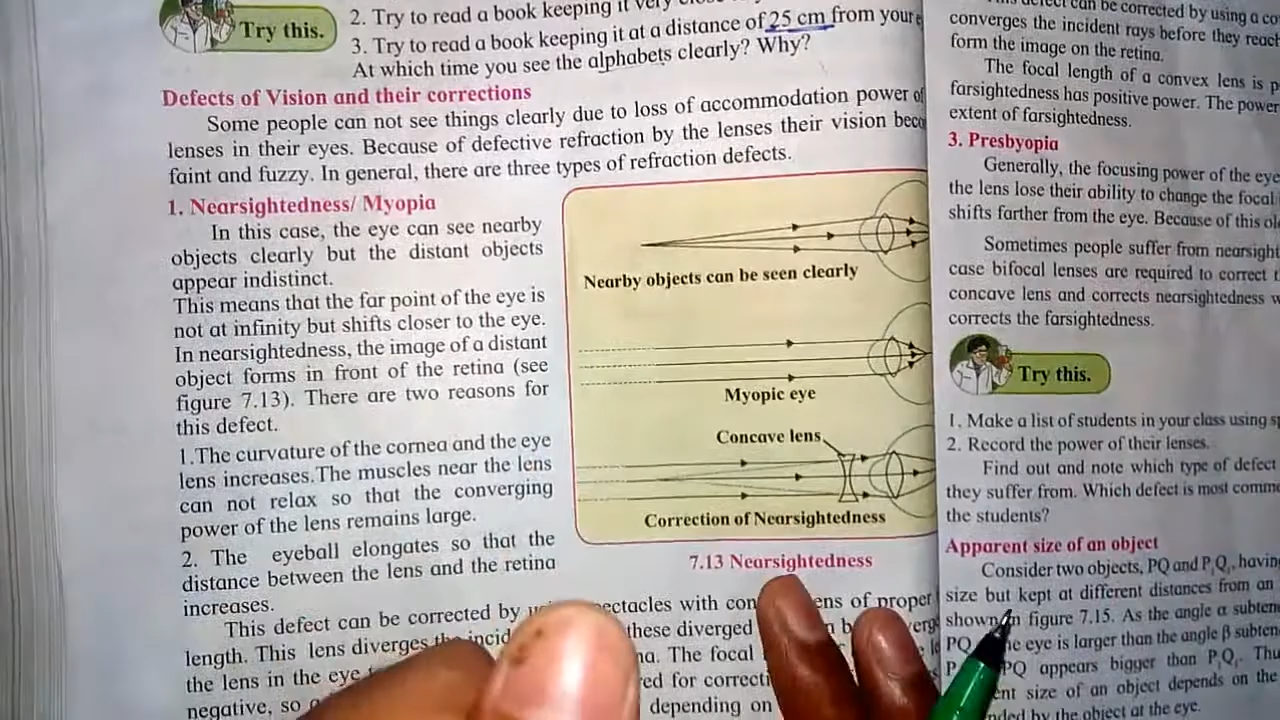 2. Try to read a book keeping it very
Try this.
3. Try to read a book keeping it at a distance of 25 cm from your
At which time you see the alphabets clearly? Why?
Defects of Vision and their corrections
Some people can not see things clearly due to loss of accommodation power of
lenses in their eyes. Because of defective refraction by the lenses their vision
faint and fuzzy. In general, there are three types of refraction defects.
1. Nearsightedness/ Myopia
In this case, the eye can see nearby
objects clearly but the distant objects
appear indistinct.
This means that the far point of the eye is
not at infinity but shifts closer to the eye.
In nearsightedness, the image of a distant
object forms in front of the retina (see
figure 7.13). There are two reasons for
this defect.
1.The curvature of the cornea and the eye
lens increases.The muscles near the lens
can not relax so that the converging
power of the lens remains large.
2. The eyeball elongates so that the
distance between the lens and the retina
increases.
Nearby objects can be seen clearly
Myopic eye
Concave lens
Correction of Nearsightedness
7.13 Nearsightedness
This defect can be corrected by with of proper
length. This lens diverges the these diverged
the lens in the eye The focal
negative, so depending on
defect can be corrected by using a
converges the incident rays before they
form the image on the retina.
The focal length of a convex lens is
farsightedness has positive power. The power
extent of farsightedness.
3. Presbyopia
Generally, the focusing power of the eye
the lens lose their ability to change the focal
shifts farther from the eye. Because of this
Sometimes people suffer from
case bifocal lenses are required to correct
concave lens and corrects nearsightedness
corrects the farsightedness.
Try this.
1. Make a list of students in your class using
2. Record the power of their lenses.
Find out and note which type of defect
they suffer from. Which defect is most
the students?
Apparent size of an object
Consider two objects, PQ and P₁Q₁, having
size but kept at different distances from an
shown in figure 7.15. As the angle α
PQ eye is larger than the angle β
PQ appears bigger than P₁Q₁.
size of an object depends on the
by the object at the eye.